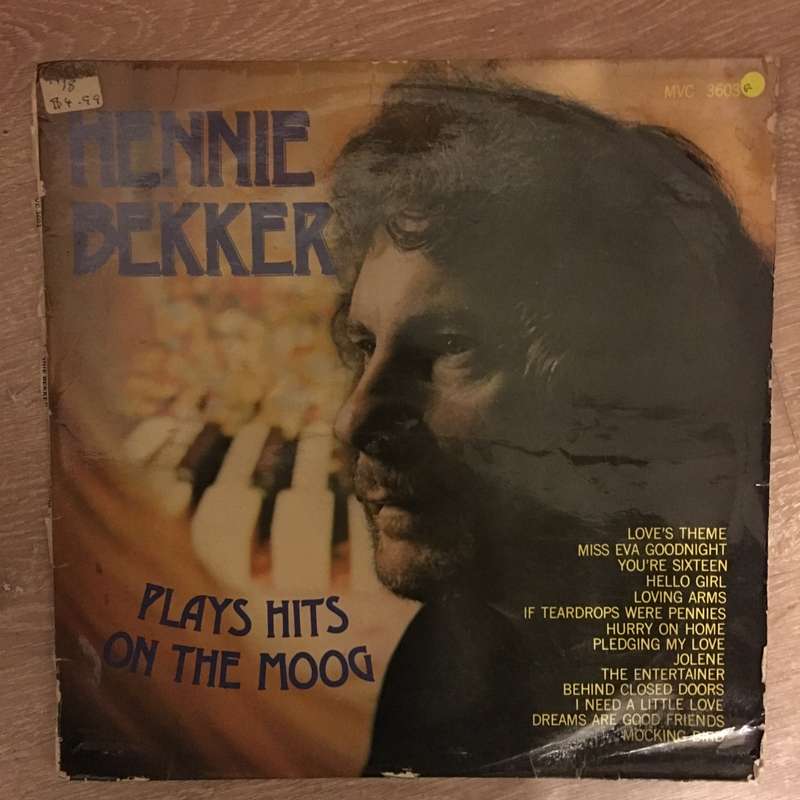 $4.99
MVC 3603
HENNIE
BEKKER
PLAYS HITS
ON THE MOOG
LOVE'S THEME
MISS EVA GOODNIGHT
YOU'RE SIXTEEN
HELLO GIRL
LOVING ARMS
IF TEARDROPS WERE PENNIES
HURRY ON HOME
PLEDGING MY LOVE
JOLENE
THE ENTERTAINER
BEHIND CLOSED DOORS
I NEED A LITTLE LOVE
DREAMS ARE GOOD FRIENDS
MOCKING BIRD